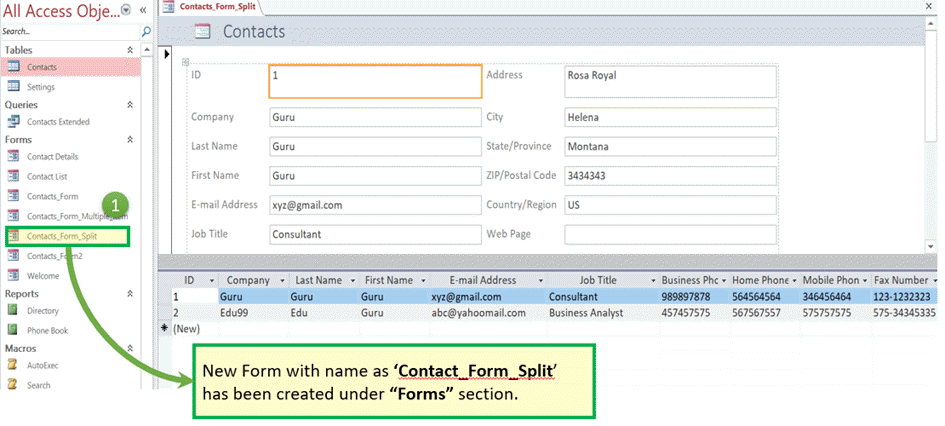 All Access Obje...
Search...
Tables
Contacts
Settings
Queries
Contacts Extended
Forms
Contact Details
Contact List
Contacts_Form
Contacts_Form_Multiple_
Contacts_Form_Split
Contacts_Form2
Welcome
Reports
Directory
Phone Book
Macros
AutoExec
Search
1
Contacts_Form_Split
Contacts
ID 1 Address Rosa Royal
Company Guru City Helena
Last Name Guru State/Province Montana
First Name Guru ZIP/Postal Code 3434343
E-mail Address xyz@gmail.com Country/Region US
Job Title Consultant Web Page
ID Company Last Name First Name E-mail Address Job Title Business Phc Home Phone Mobile Phon Fax Number
1 Guru Guru Guru xyz@gmail.com Consultant 989897878 564564564 346456464 123-1232323
2 Edu99 Edu Guru abc@yahoomail.com Business Analyst 457457575 567567557 575757575 575-34345335
(New)
New Form with name as ‘Contact_Form_Split’
has been created under “Forms” section.